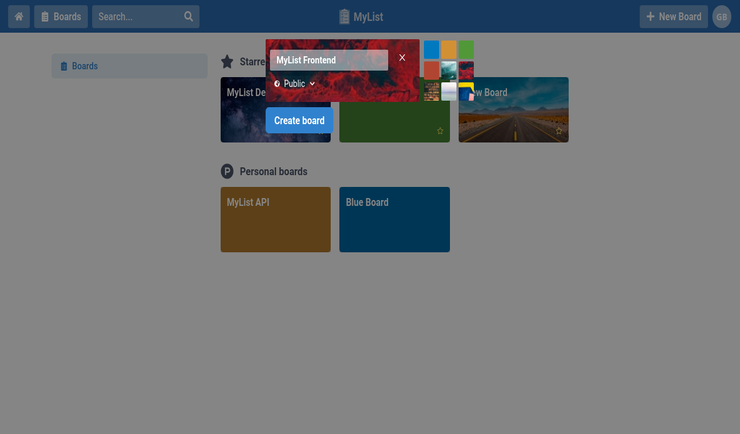 Boards
Search...
MyList
New Board
GB
Boards
Starre
MyList Frontend
X
Public
MyList De
w Board
Create board
P
Personal boards
MyList API
Blue Board